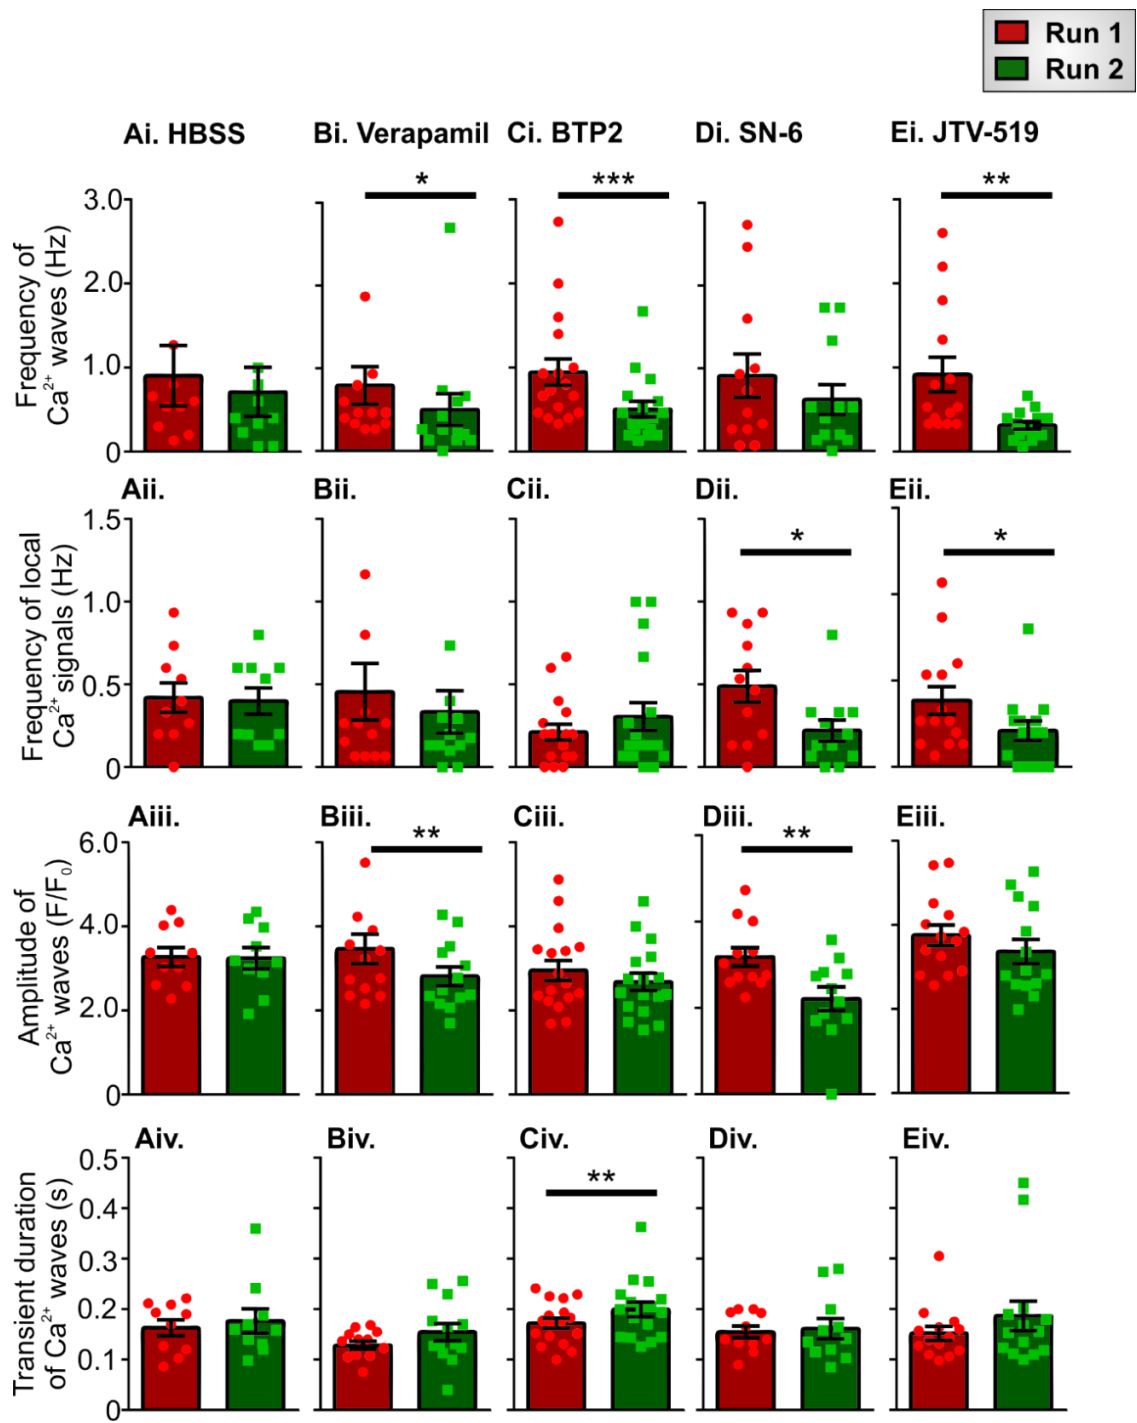 Run 1
Run 2
Ai. HBSS
Bi. Verapamil
Ci. BTP2
Di. SN-6
Ei. JTV-519
*
***
**
Frequency of
Ca²⁺ waves (Hz)
3.0
2.0
1.0
0
Aii.
Bii.
Cii.
Dii.
Eii.
*
*
Frequency of local
Ca²⁺ signals (Hz)
1.5
1.0
0.5
0
Aiii.
Biii.
Ciii.
Diii.
Eiii.
**
**
Amplitude of
Ca²⁺ waves (F/F₀)
6.0
4.0
2.0
0
Aiv.
Biv.
Civ.
Div.
Eiv.
**
Transient duration
of Ca²⁺ waves (s)
0.5
0.4
0.3
0.2
0.1
0